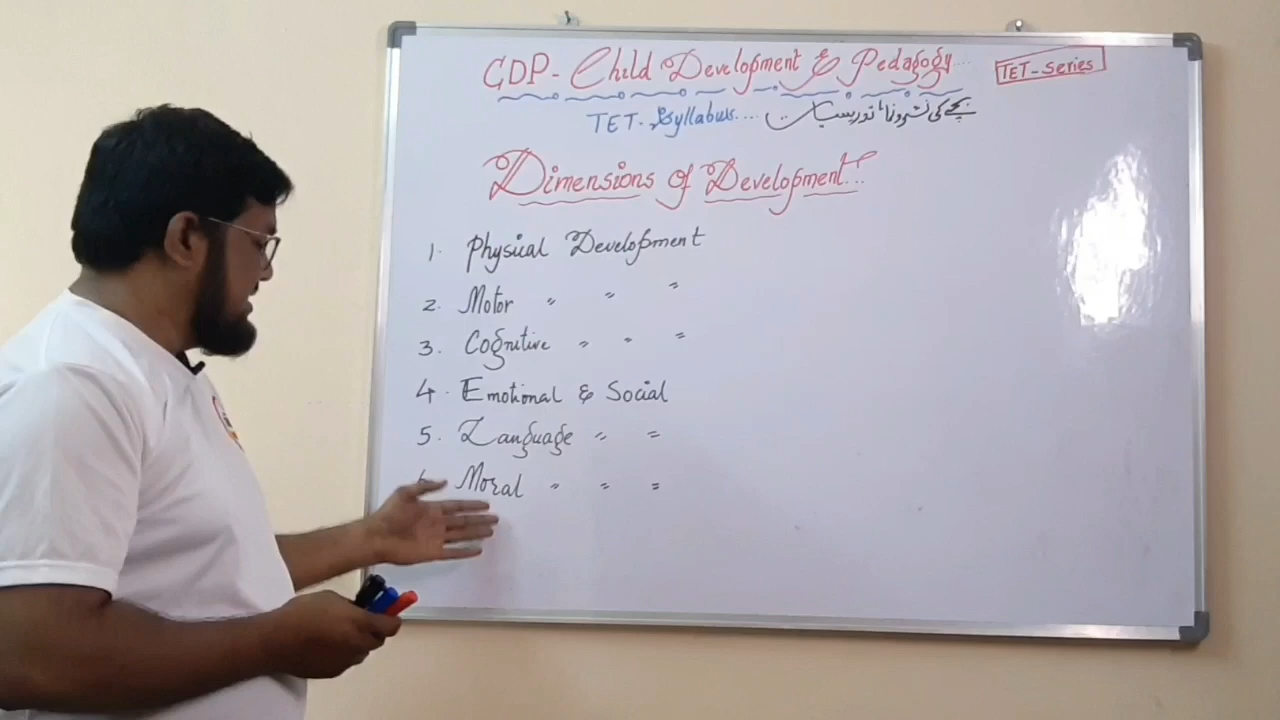 CDP - Child Development & Pedagogy....
TET-Series
TET- Syllabus.... بچے کی نشوونما تدریسیات..
Dimensions of Development...
1. Physical Development
2. Motor " " "
3. Cognitive " " "
4. Emotional & Social
5. Language " "
6. Moral " " "